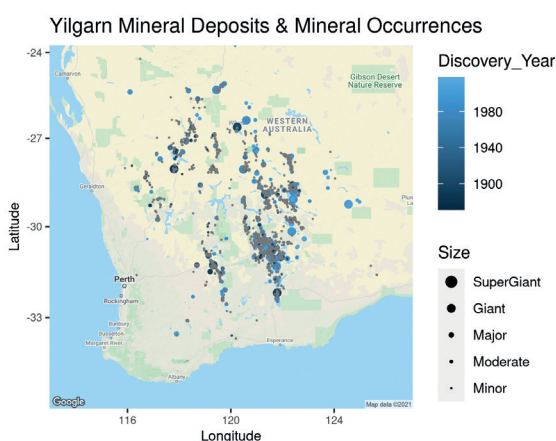 Yilgarn Mineral Deposits & Mineral Occurrences
-24
-27
-30
-33
Latitude
116
120
124
Longitude
Carnarvon
Gibson Desert
Nature Reserve
WESTERN
AUSTRALIA
Geraldton
Perth
Rockingham
Bunbury
Busselton
Margaret River
Albany
Esperance
Google
Map data ©2021
Discovery_Year
1980
1940
1900
Size
SuperGiant
Giant
Major
Moderate
Minor